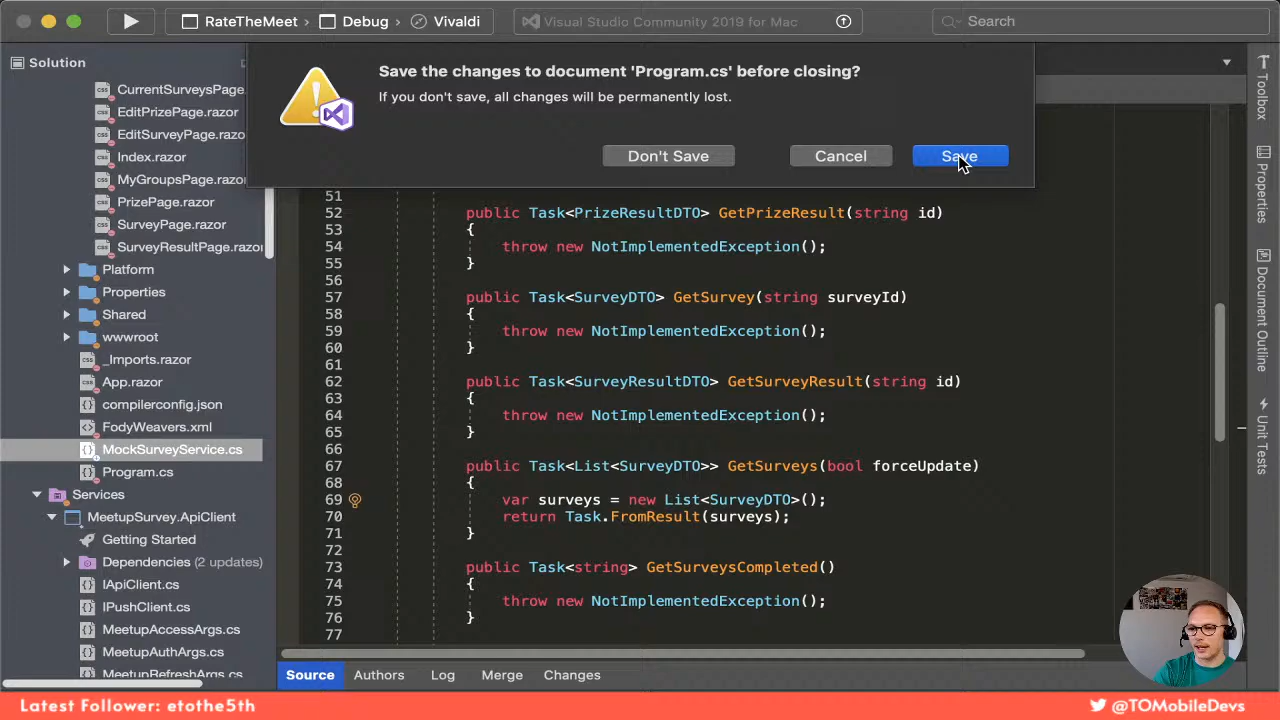 RateTheMeet › Debug › Vivaldi
Visual Studio Community 2019 for Mac
Search
Solution
Save the changes to document 'Program.cs' before closing?
If you don't save, all changes will be permanently lost.
Don't Save
Cancel
Save
CurrentSurveysPage.
EditPrizePage.razor
EditSurveyPage.razo
Index.razor
MyGroupsPage.razor
PrizePage.razor
SurveyPage.razor
SurveyResultPage.razor
Platform
Properties
Shared
wwwroot
_Imports.razor
App.razor
compilerconfig.json
FodyWeavers.xml
MockSurveyService.cs
Program.cs
Services
MeetupSurvey.ApiClient
Getting Started
Dependencies (2 updates)
IApiClient.cs
IPushClient.cs
MeetupAccessArgs.cs
MeetupAuthArgs.cs
MeetupRefreshArgs.cs
51
52 public Task<PrizeResultDTO> GetPrizeResult(string id)
53 {
54 throw new NotImplementedException();
55 }
56
57 public Task<SurveyDTO> GetSurvey(string surveyId)
58 {
59 throw new NotImplementedException();
60 }
61
62 public Task<SurveyResultDTO> GetSurveyResult(string id)
63 {
64 throw new NotImplementedException();
65 }
66
67 public Task<List<SurveyDTO>> GetSurveys(bool forceUpdate)
68 {
69 var surveys = new List<SurveyDTO>();
70 return Task.FromResult(surveys);
71 }
72
73 public Task<string> GetSurveysCompleted()
74 {
75 throw new NotImplementedException();
76 }
77
Toolbox
Properties
Document Outline
Unit Tests
Source
Authors
Log
Merge
Changes
Latest Follower: etothe5th
@TOMobileDevs